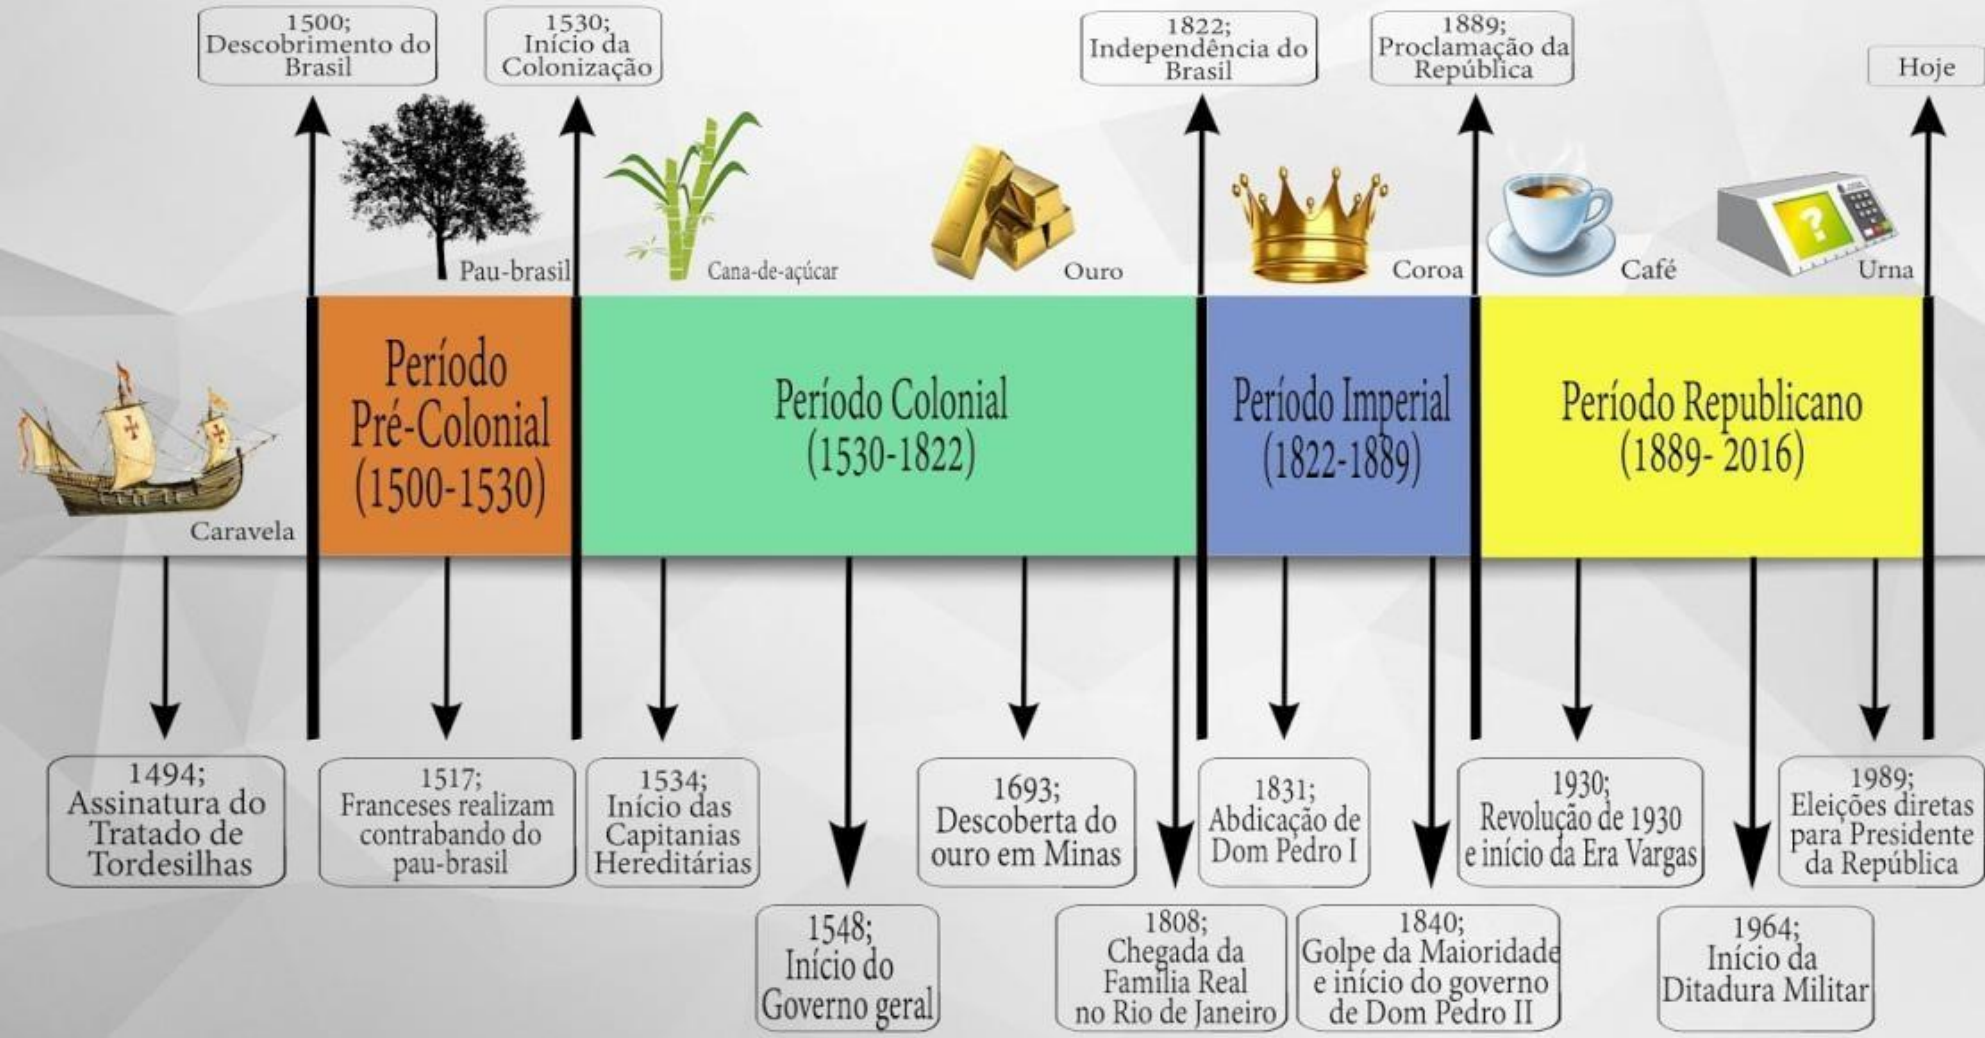 1500;
Descobrimento do
Brasil
1530;
Início da
Colonização
1822;
Independência do
Brasil
1889;
Proclamação da
República
Hoje
Pau-brasil
Cana-de-açúcar
Ouro
Coroa
Café
?
Urna
Caravela
Período
Pré-Colonial
(1500-1530)
Período Colonial
(1530-1822)
Período Imperial
(1822-1889)
Período Republicano
(1889- 2016)
1494;
Assinatura do
Tratado de
Tordesilhas
1517;
Franceses realizam
contrabando do
pau-brasil
1534;
Início das
Capitanias
Hereditárias
1548;
Início do
Governo geral
1693;
Descoberta do
ouro em Minas
1808;
Chegada da
Família Real
no Rio de Janeiro
1831;
Abdicação de
Dom Pedro I
1840;
Golpe da Maioridade
e início do governo
de Dom Pedro II
1930;
Revolução de 1930
e início da Era Vargas
1964;
Início da
Ditadura Militar
1989;
Eleições diretas
para Presidente
da República